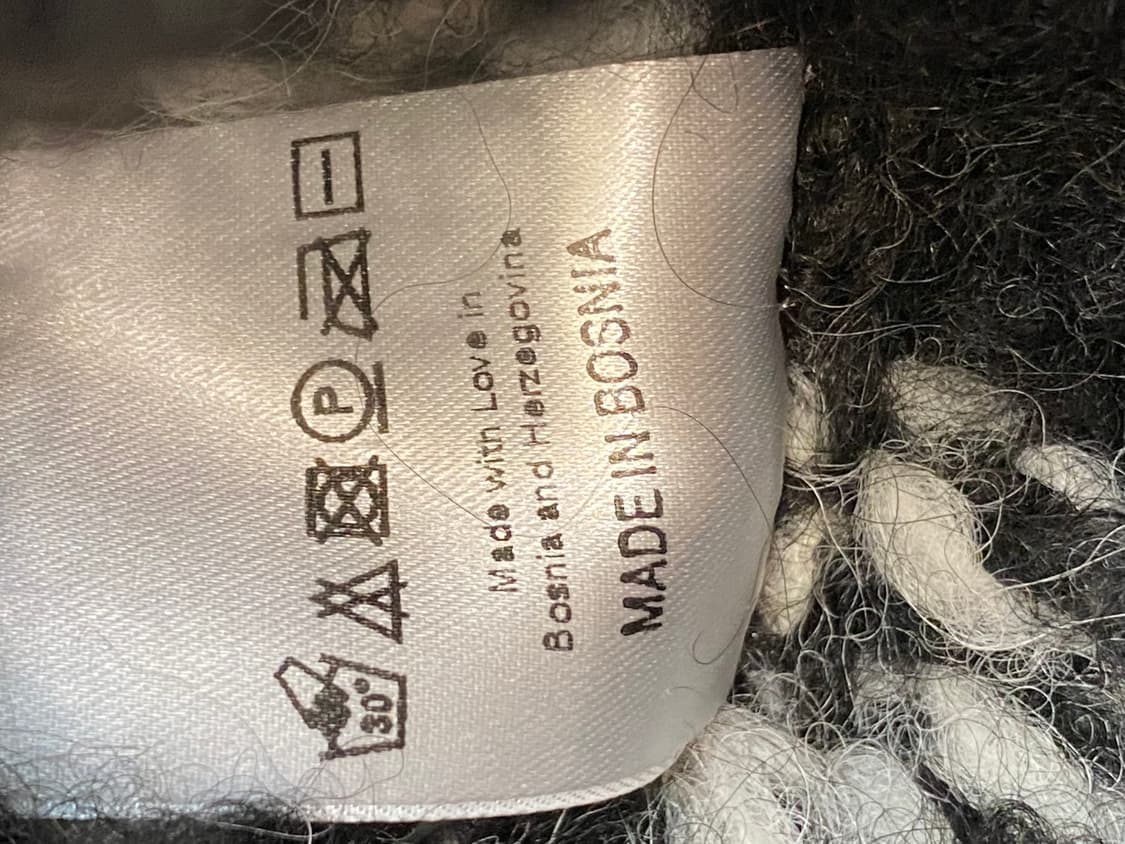 30°
P
Made with Love in
Bosnia and Herzegovina
MADE IN BOSNIA